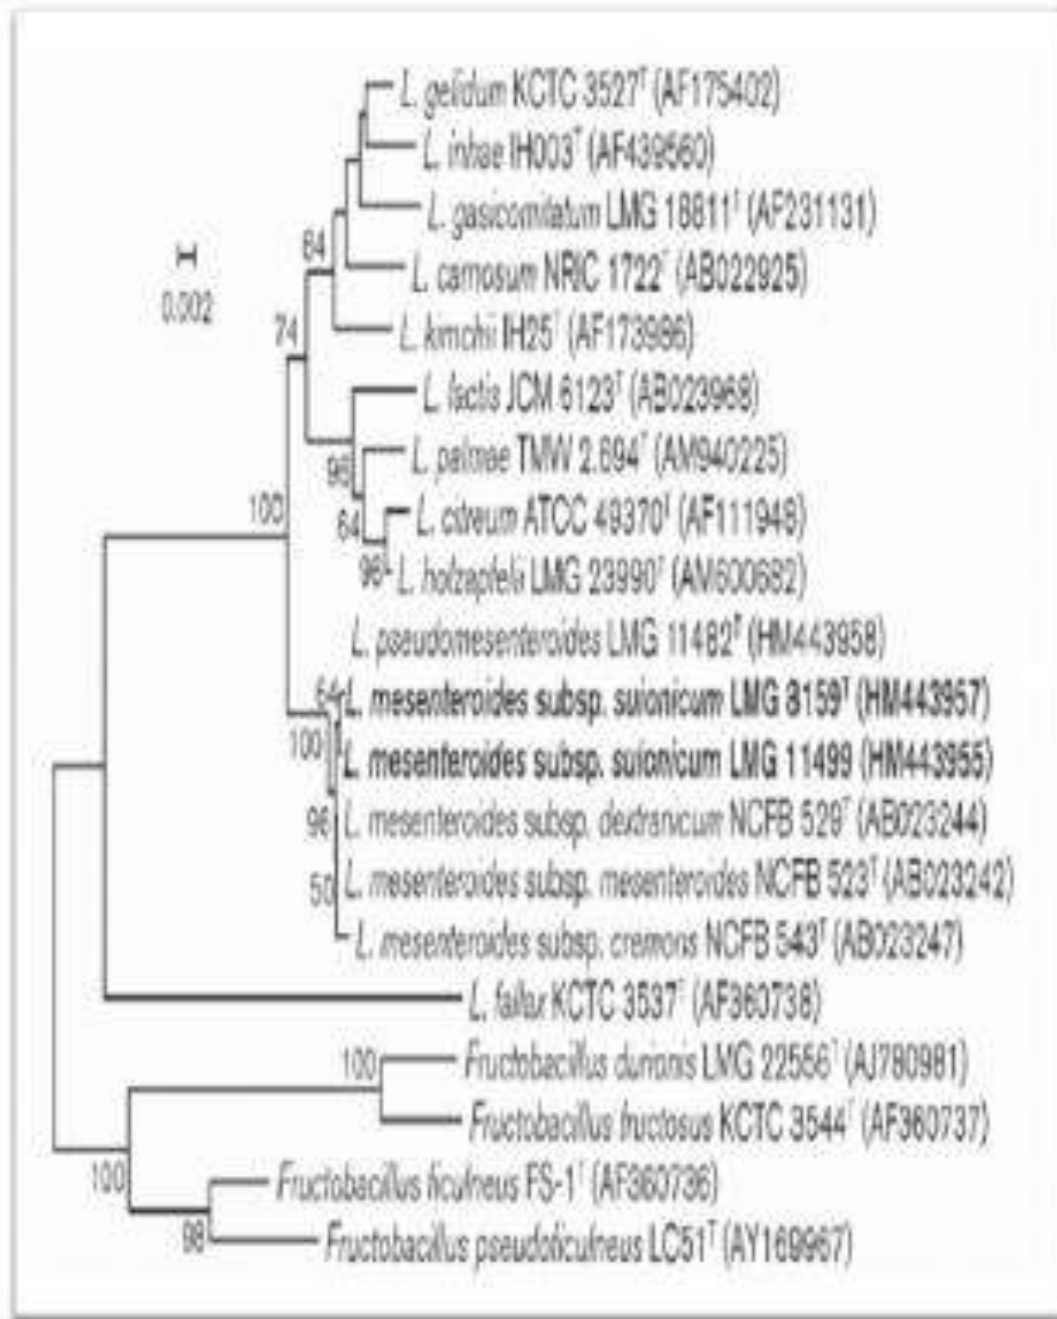 L. gelidum KCTC 3527ᵀ (AF175402)
L. inhae IH003ᵀ (AF439560)
L. gasicomitatum LMG 18811ᵀ (AF231131)
64
L. carnosum NRIC 1722ᵀ (AB022925)
0.002
74
L. kimchii IH25ᵀ (AF173986)
L. lactis JCM 6123ᵀ (AB023968)
L. palmae TMW 2.694ᵀ (AM940225)
96
100
L. citreum ATCC 49370ᵀ (AF111948)
64
98
L. holzapfelii LMG 23990ᵀ (AM600682)
L. pseudomesenteroides LMG 11482ᵀ (HM443958)
64
L. mesenteroides subsp. suionicum LMG 8159ᵀ (HM443957)
100
L. mesenteroides subsp. suionicum LMG 11499 (HM443955)
96
L. mesenteroides subsp. dextranicum NCFB 529ᵀ (AB023244)
50
L. mesenteroides subsp. mesenteroides NCFB 523ᵀ (AB023242)
L. mesenteroides subsp. cremoris NCFB 543ᵀ (AB023247)
L. fallax KCTC 3537ᵀ (AF360738)
100
Fructobacillus durionis LMG 22556ᵀ (AJ780981)
Fructobacillus fructosus KCTC 3544ᵀ (AF360737)
100
Fructobacillus ficulneus FS-1ᵀ (AF360736)
98
Fructobacillus pseudoficulneus LC51ᵀ (AY169967)